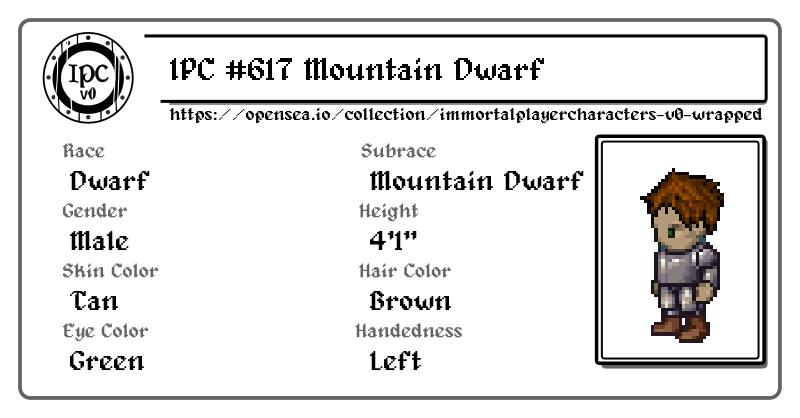 IPC
v0
IPC #617 Mountain Dwarf
https://opensea.io/collection/immortalplayercharacters-v0-wrapped
Race
Dwarf
Subrace
Mountain Dwarf
Gender
Male
Height
4'1"
Skin Color
Tan
Hair Color
Brown
Eye Color
Green
Handedness
Left